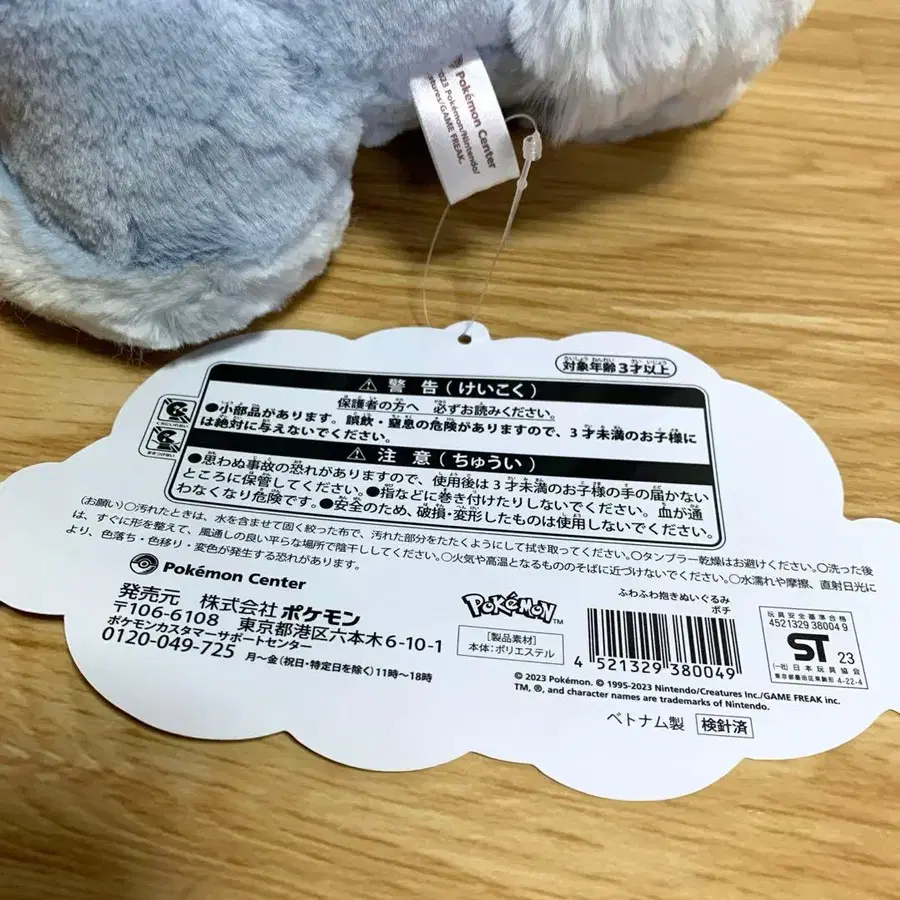 Pokémon Center
2023 Pokémon/Nintendo/
Creatures/GAME FREAK.
対象年齢3才以上
警告(けいこく)
保護者の方へ 必ずお読みください。
●小部品があります。誤飲・窒息の危険がありますので、3才未満のお子様に
は絶対に与えないでください。
注意(ちゅうい)
●思わぬ事故の恐れがありますので、使用後は3才未満のお子様の手の届かない
ところに保管してください。●指などに巻き付けたりしないでください。血が通
わなくなり危険です。●安全のため、破損・変形したものは使用しないでください。
(お願い)○汚れたときは、水を含ませて固く絞った布で、汚れた部分をたたくようにして拭き取ってください。○タンブラー乾燥はお避けください。○洗った後
は、すぐに形を整えて、風通しの良い平らな場所で陰干ししてください。○火気や高温となるもののそばに近づけないでください。○水濡れや摩擦、直射日光に
より、色落ち・色移り・変色が発生する恐れがあります。
Pokémon Center
発売元 株式会社ポケモン
〒106-6108 東京都港区六本木6-10-1
ポケモンカスタマーサポートセンター
0120-049-725 月~金(祝日・特定日を除く)11時~18時
POKÉMON™
[製品素材]
本体:ポリエステル
ふわふわ抱きぬいぐるみ
ボチ
4 521329 380049
玩具安全基準合格
4521329 38004 9
ST 23
(一社)日本玩具協会
東京都墨田区東駒形 4-22-4
© 2023 Pokémon. © 1995-2023 Nintendo/Creatures Inc./GAME FREAK inc.
TM, ®, and character names are trademarks of Nintendo.
ベトナム製 検針済